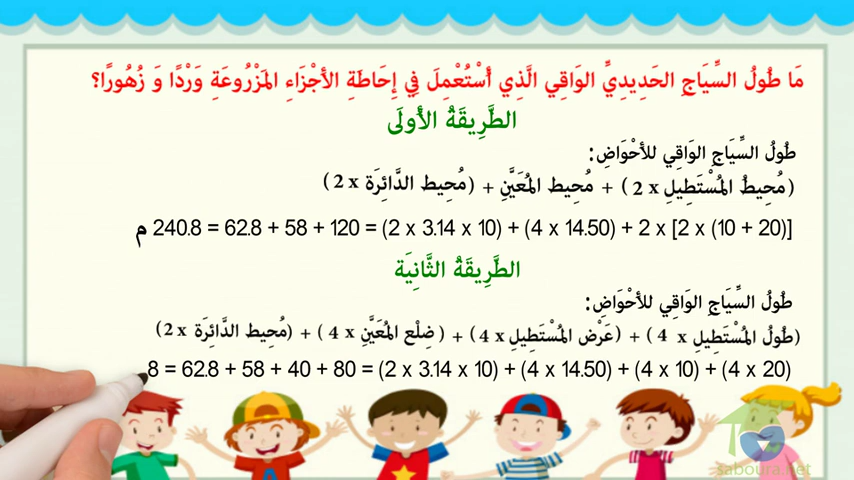 مَا طُولُ السِّيَاجِ الحَدِيدِيِّ الوَاقِي الَّذِي أُسْتُعْمِلَ فِي إِحَاطَةِ الأَجْزَاءِ المَزْرُوعَةِ وَرْدًا وَ زُهُورًا؟
الطَّرِيقَةُ الأُولَى
طُولُ السِّيَاجِ الوَاقِي للأحْوَاضِ:
(مُحِيطُ المُسْتَطِيلِ x 2) + مُحِيط المُعَيَّنِ + (مُحِيط الدَّائِرَة x 2)
[2 x (10 + 20)] x 2 + (4 x 14.50) + (2 x 3.14 x 10) = 120 + 58 + 62.8 = 240.8 م
الطَّرِيقَةُ الثَّانِيَة
طُولُ السِّيَاجِ الوَاقِي للأحْوَاضِ:
(طُولُ المُسْتَطِيلِ x 4) + (عَرْض المُسْتَطِيلِ x 4) + (ضِلْع المُعَيَّنِ x 4) + (مُحِيط الدَّائِرَة x 2)
8 = 62.8 + 58 + 40 + 80 = (2 x 3.14 x 10) + (4 x 14.50) + (4 x 10) + (4 x 20)
saboura.net